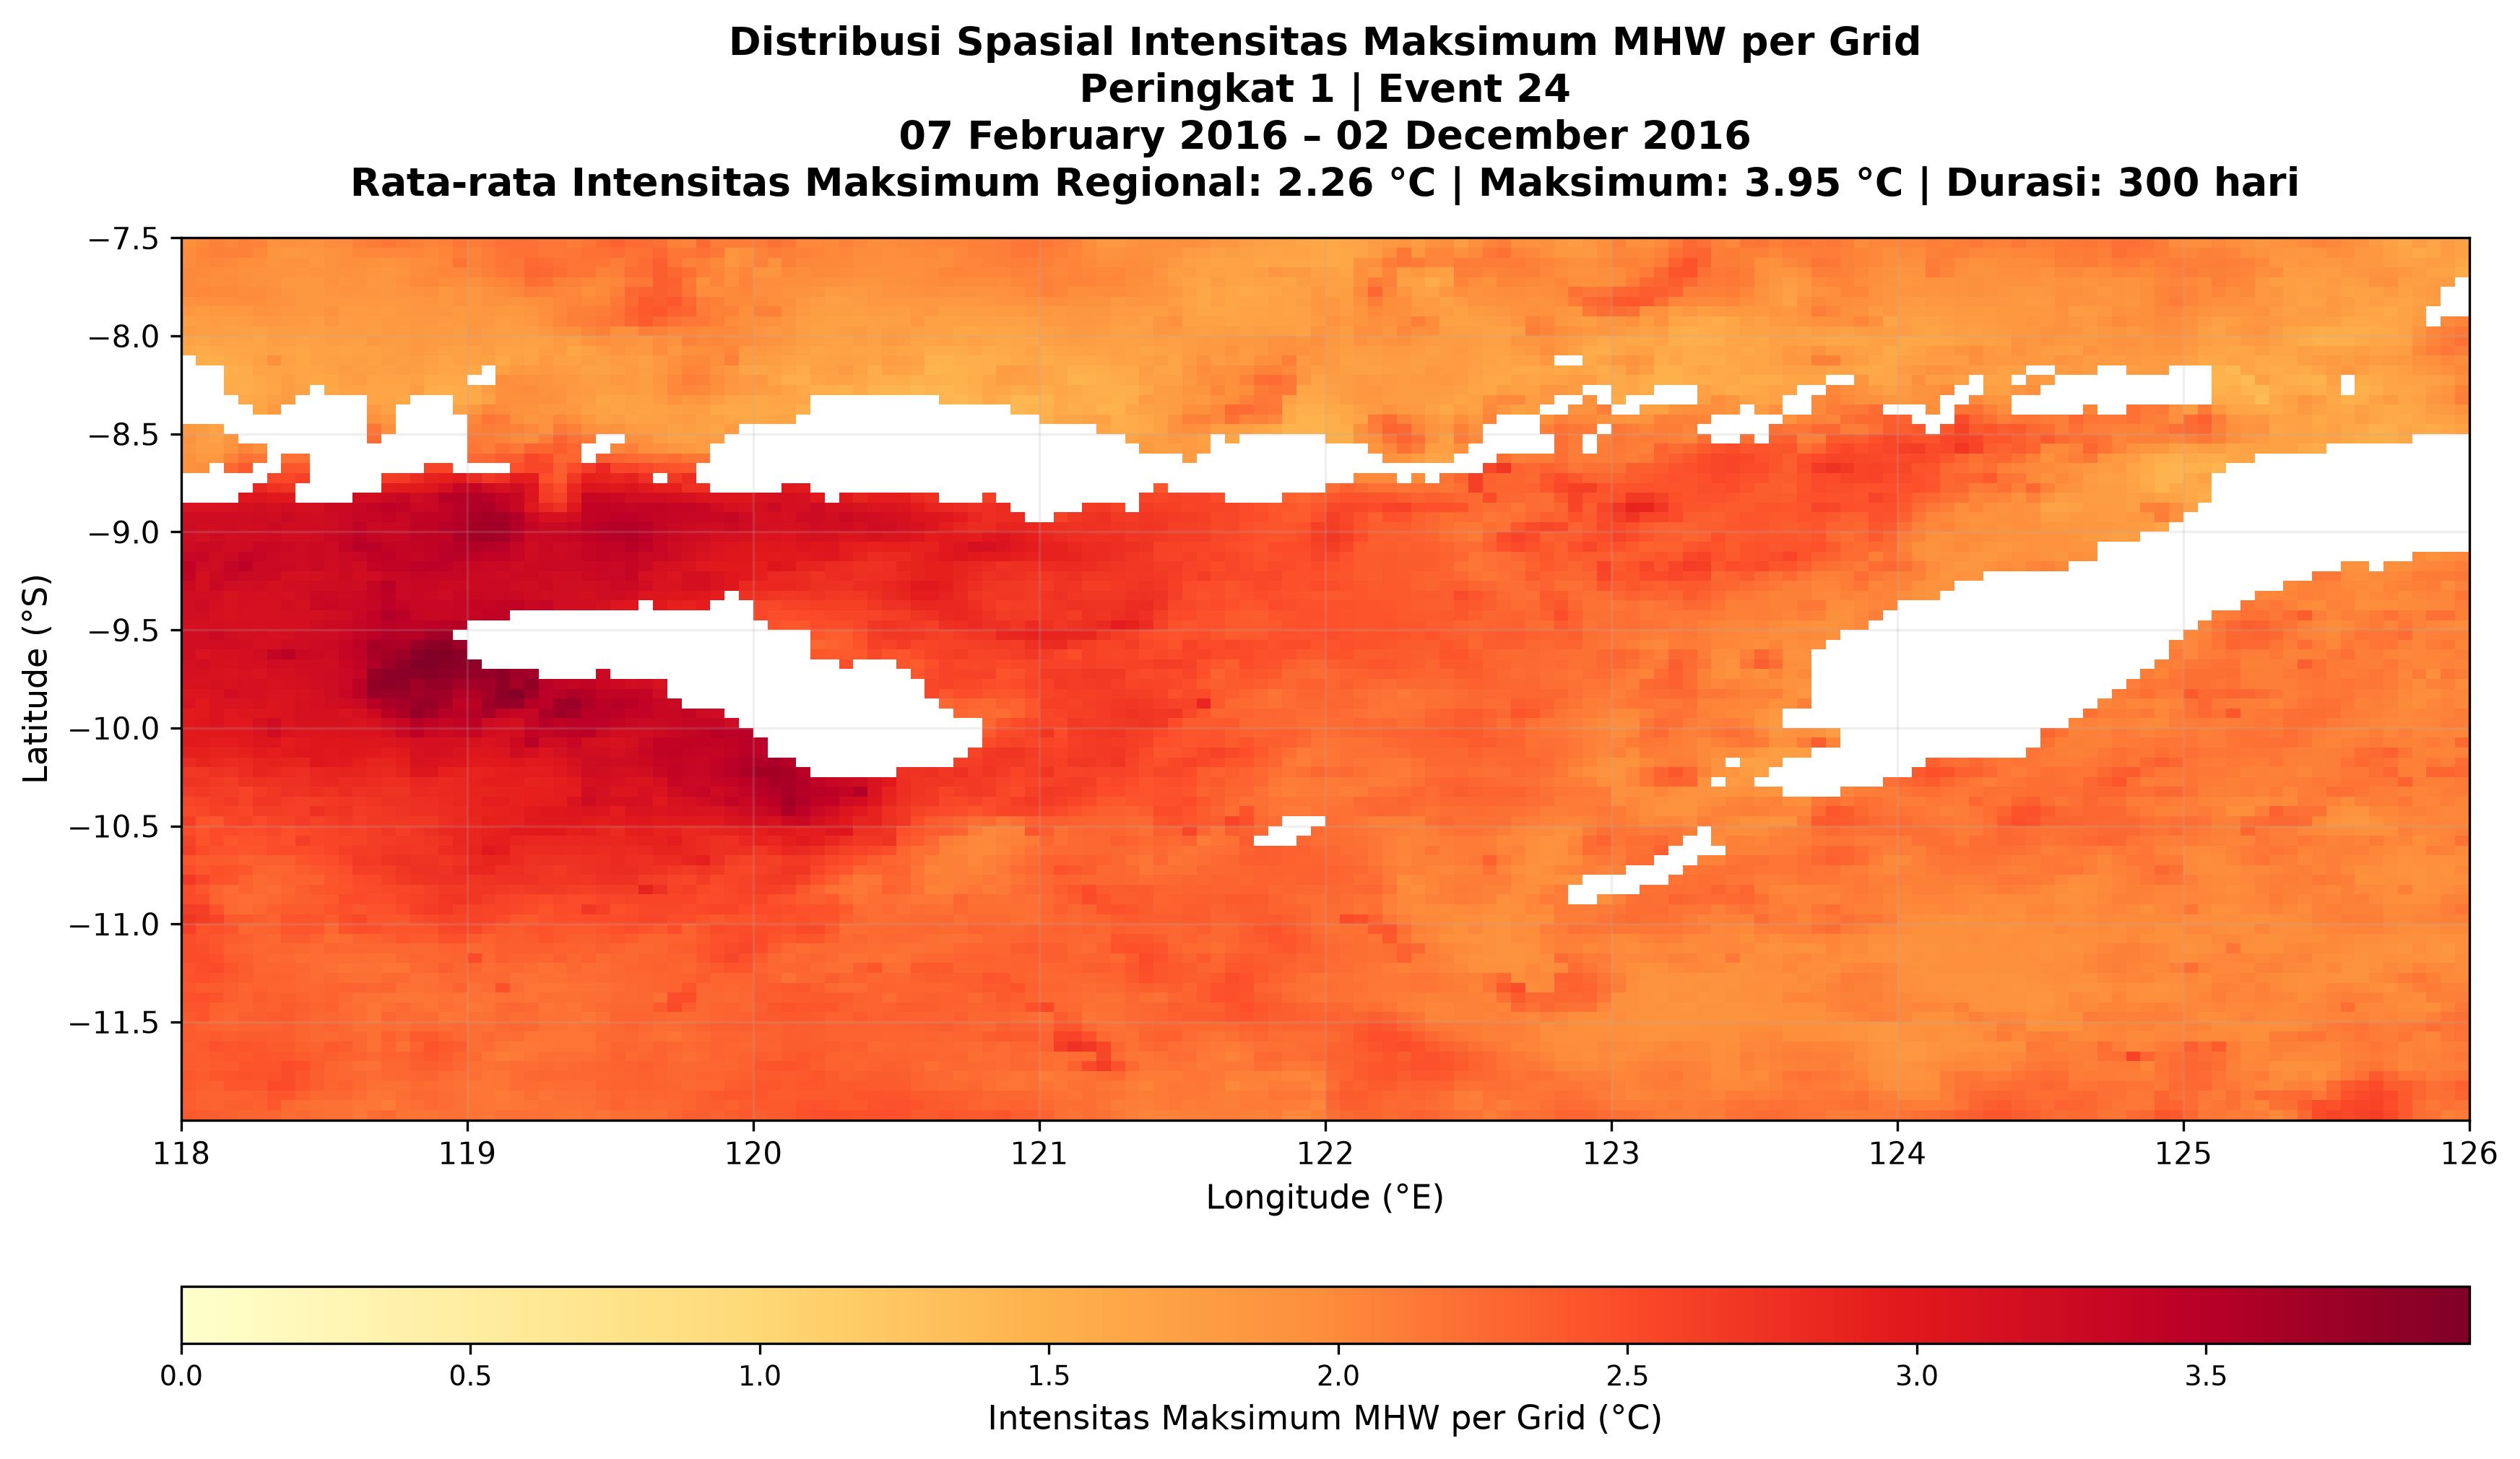 Distribusi Spasial Intensitas Maksimum MHW per Grid
Peringkat 1 | Event 24
07 February 2016 – 02 December 2016
Rata-rata Intensitas Maksimum Regional: 2.26 °C | Maksimum: 3.95 °C | Durasi: 300 hari
−7.5
−8.0
−8.5
−9.0
−9.5
−10.0
−10.5
−11.0
−11.5
Latitude (°S)
118 119 120 121 122 123 124 125 126
Longitude (°E)
0.0 0.5 1.0 1.5 2.0 2.5 3.0 3.5
Intensitas Maksimum MHW per Grid (°C)